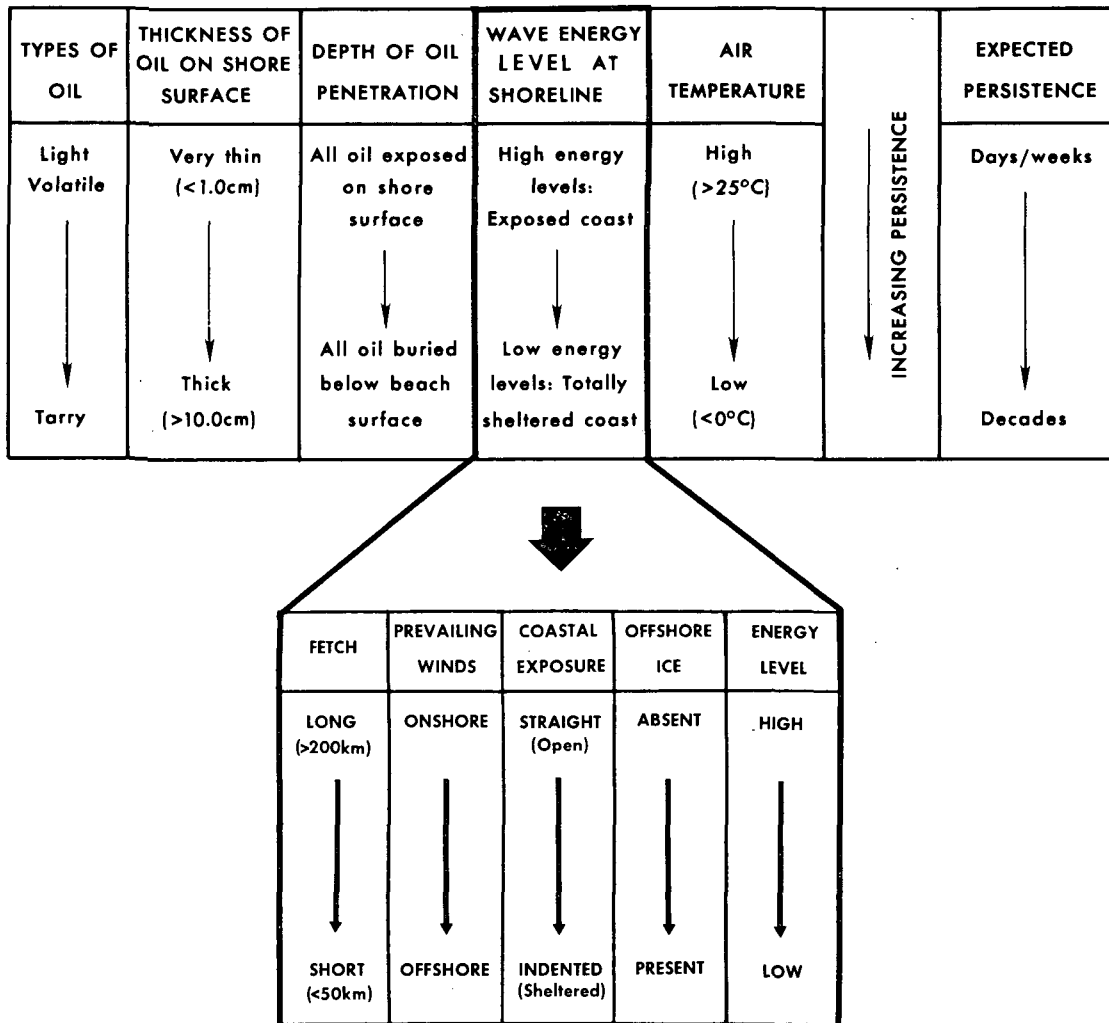 TYPES OF
OIL
THICKNESS OF
OIL ON SHORE
SURFACE
DEPTH OF OIL
PENETRATION
WAVE ENERGY
LEVEL AT
SHORELINE
AIR
TEMPERATURE
INCREASING PERSISTENCE
EXPECTED
PERSISTENCE
Light
Volatile
Tarry
Very thin
(<1.0cm)
Thick
(>10.0cm)
All oil exposed
on shore
surface
All oil buried
below beach
surface
High energy
levels:
Exposed coast
Low energy
levels: Totally
sheltered coast
High
(>25°C)
Low
(<0°C)
Days/weeks
Decades
FETCH
PREVAILING
WINDS
COASTAL
EXPOSURE
OFFSHORE
ICE
ENERGY
LEVEL
LONG
(>200km)
ONSHORE
STRAIGHT
(Open)
ABSENT
HIGH
SHORT
(<50km)
OFFSHORE
INDENTED
(Sheltered)
PRESENT
LOW